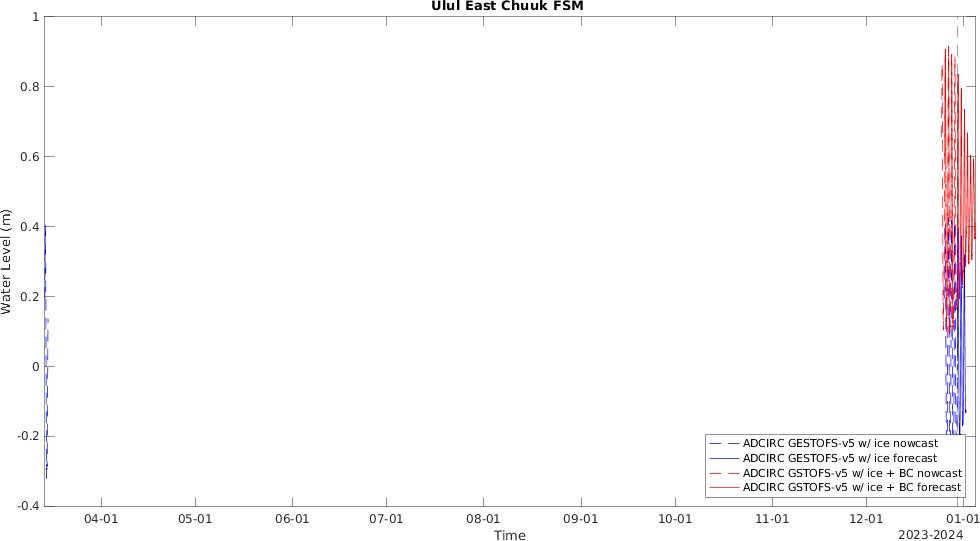 Ulul East Chuuk FSM
1
0.8
0.6
0.4
0.2
0
-0.2
-0.4
Water Level (m)
ADCIRC GESTOFS-v5 w/ ice nowcast
ADCIRC GESTOFS-v5 w/ ice forecast
ADCIRC GSTOFS-v5 w/ ice + BC nowcast
ADCIRC GSTOFS-v5 w/ ice + BC forecast
04-01 05-01 06-01 07-01 08-01 09-01 10-01 11-01 12-01 01-01
Time
2023-2024